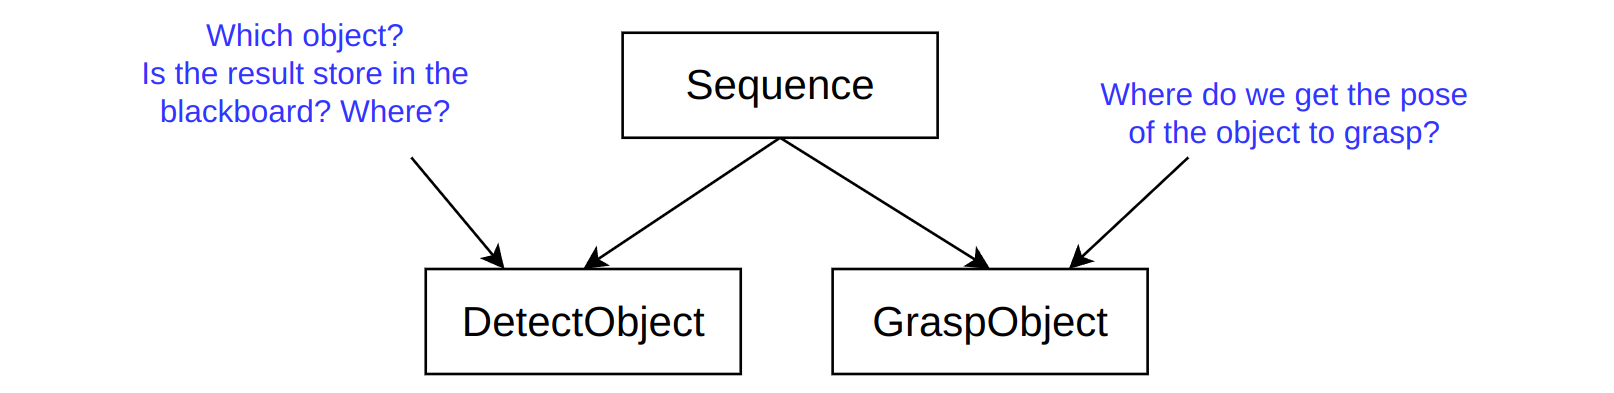 Which object?
Is the result store in the
blackboard? Where?
Sequence
Where do we get the pose
of the object to grasp?
DetectObject
GraspObject